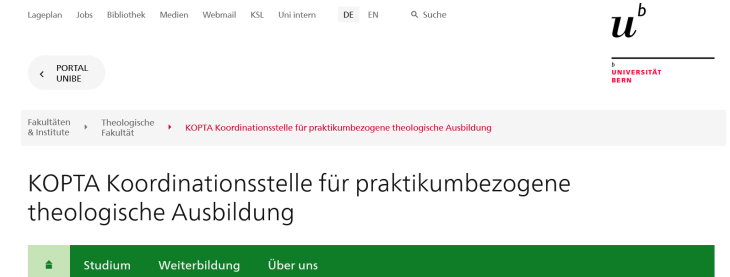 Lageplan Jobs Bibliothek Medien Webmail KSL Uni intern DE EN Suche
u^b
PORTAL
UNIBE
b
UNIVERSITÄT
BERN
Fakultäten
& Institute
Theologische
Fakultät
KOPTA Koordinationsstelle für praktikumbezogene theologische Ausbildung
KOPTA Koordinationsstelle für praktikumbezogene
theologische Ausbildung
Studium Weiterbildung Über uns